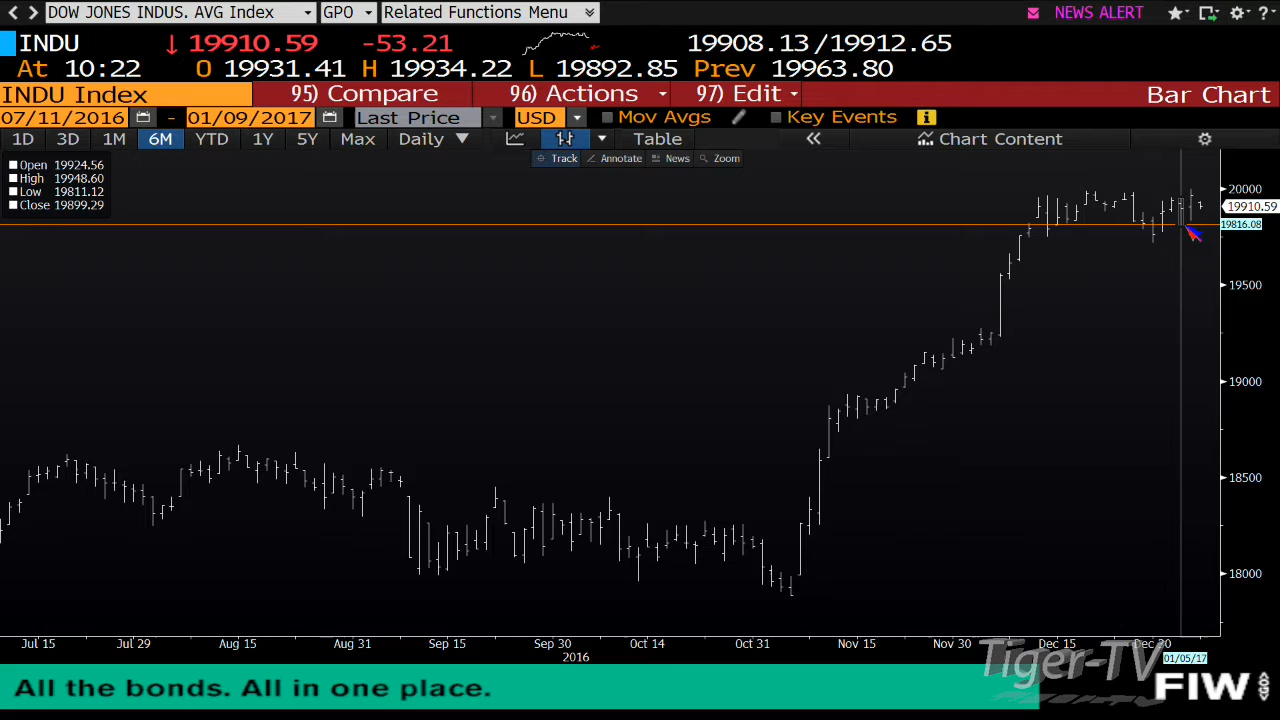 DOW JONES INDUS. AVG Index GPO Related Functions Menu NEWS ALERT ?
INDU 19910.59 -53.21 19908.13/19912.65
At 10:22 O 19931.41 H 19934.22 L 19892.85 Prev 19963.80
INDU Index 95) Compare 96) Actions 97) Edit Bar Chart
07/11/2016 - 01/09/2017 Last Price USD Mov Avgs Key Events i
1D 3D 1M 6M YTD 1Y 5Y Max Daily Table Chart Content
Track Annotate News Zoom
Open 19924.56
High 19948.60
Low 19811.12
Close 19899.29
20000
19910.59
19816.08
19500
19000
18500
18000
Jul 15 Jul 29 Aug 15 Aug 31 Sep 15 Sep 30 Oct 14 Oct 31 Nov 15 Nov 30 Dec 15 Dec 30
2016 01/05/17
Tiger-TV
All the bonds. All in one place. FIW